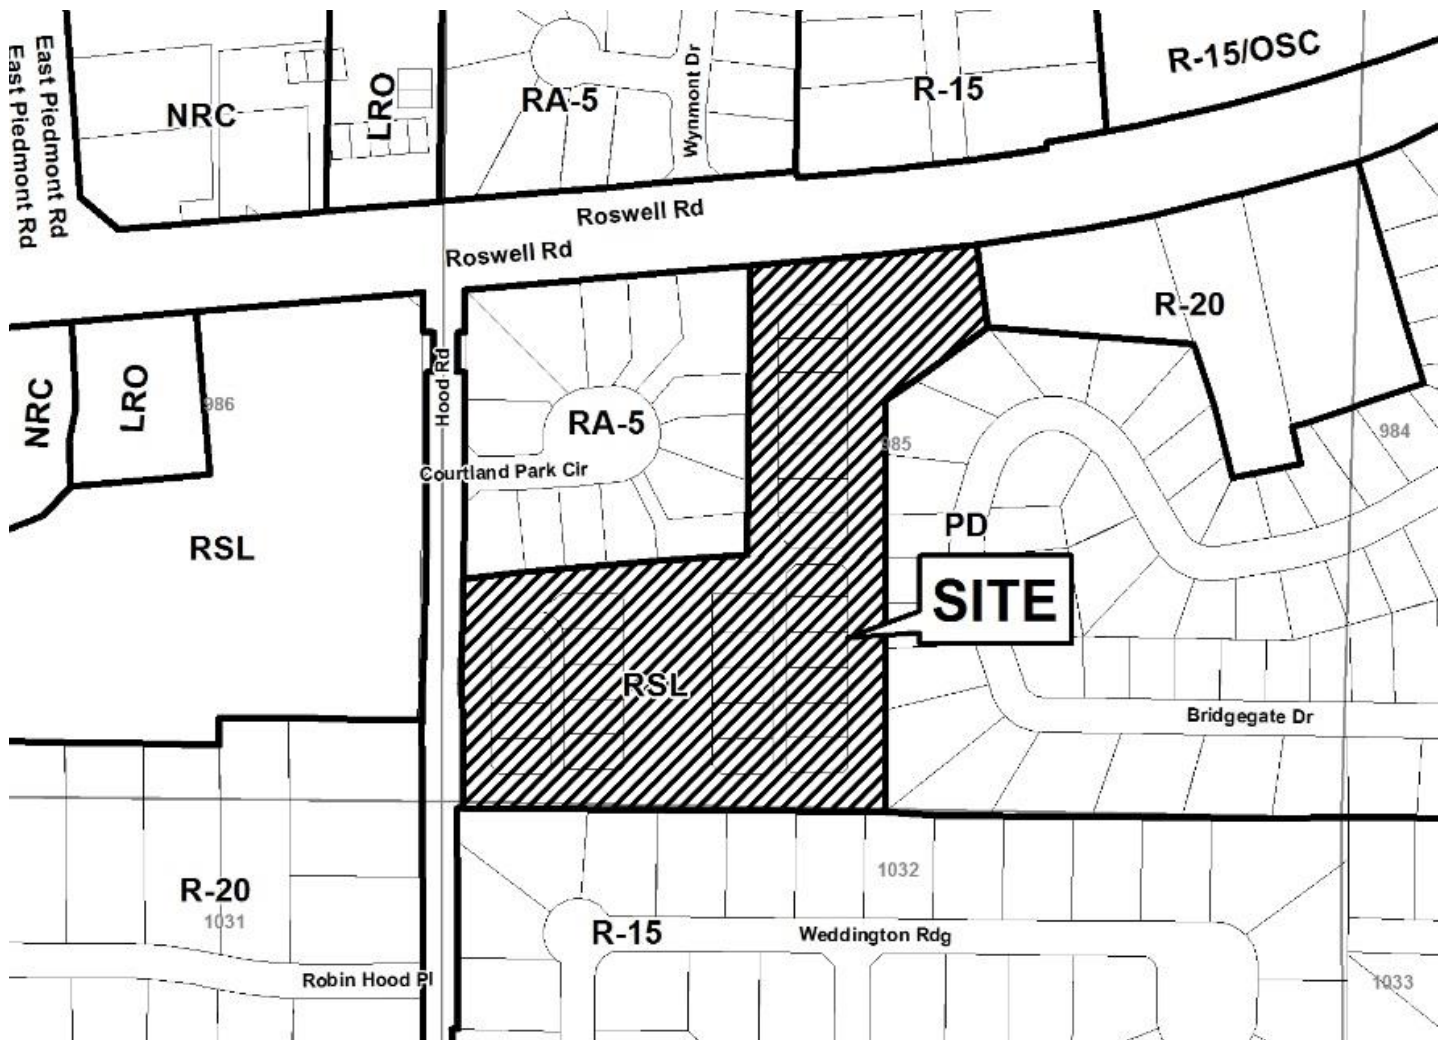 East Piedmont Rd
East Piedmont Rd
NRC
LRO
RA-5
Wynmont Dr
R-15
R-15/OSC
Roswell Rd
Roswell Rd
NRC
LRO
986
Hood Rd
RA-5
Courtland Park Cir
R-20
985
984
RSL
PD
SITE
RSL
Bridgegate Dr
R-20
1031
1032
R-15
Weddington Rdg
Robin Hood Pl
1033